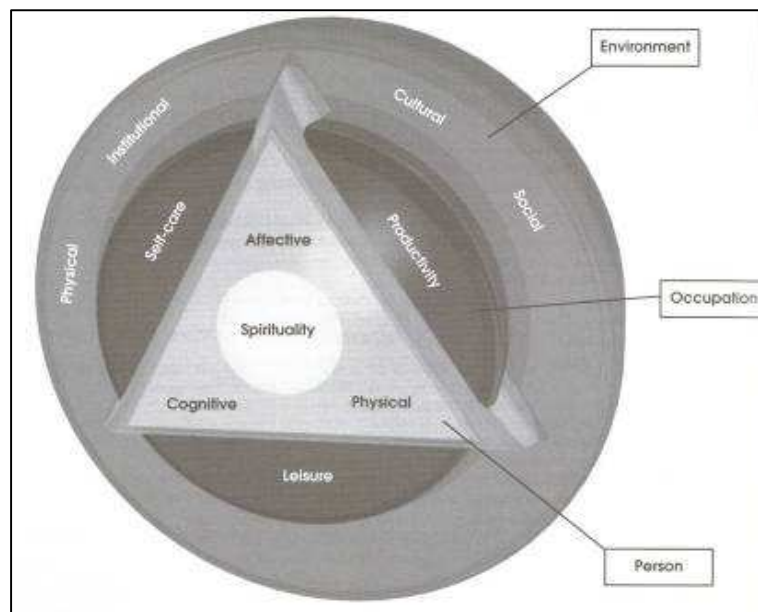 Environment
Institutional
Cultural
Social
Physical
Self-care
Productivity
Affective
Occupation
Spirituality
Cognitive
Physical
Leisure
Person